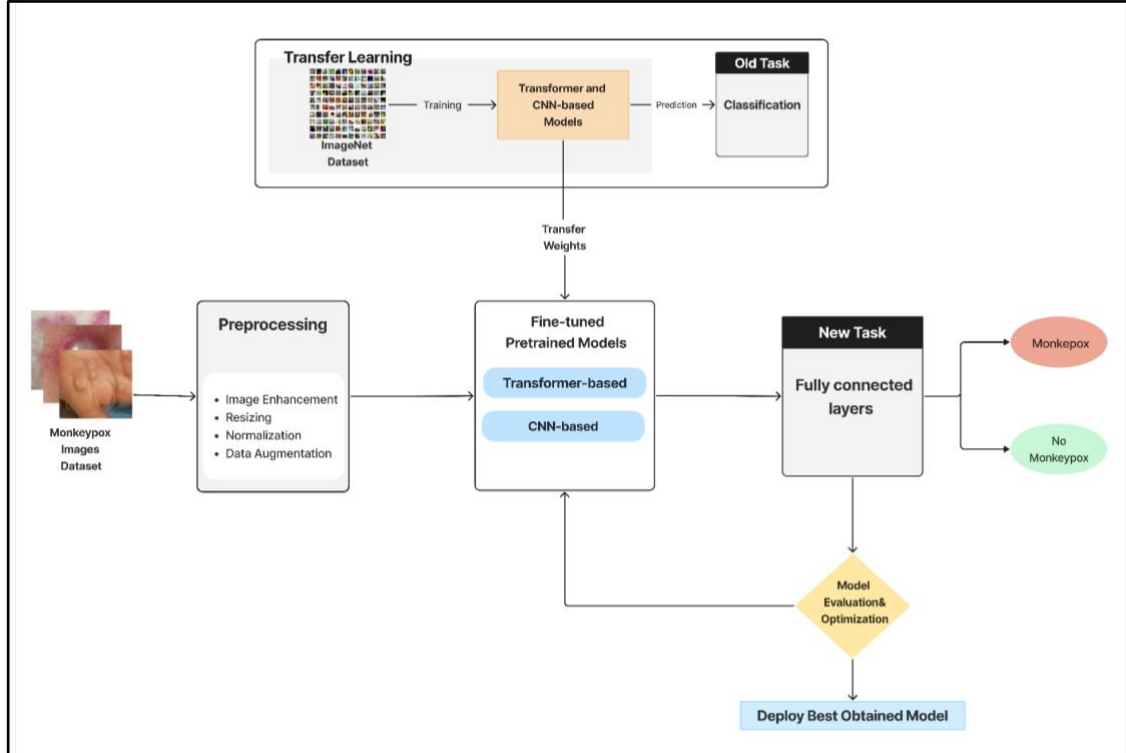 Transfer Learning
ImageNet
Dataset
Training
Transformer and
CNN-based
Models
Prediction
Old Task
Classification
Transfer
Weights
Monkeypox
Images
Dataset
Preprocessing
• Image Enhancement
• Resizing
• Normalization
• Data Augmentation
Fine-tuned
Pretrained Models
Transformer-based
CNN-based
New Task
Fully connected
layers
Monkepox
No
Monkeypox
Model
Evaluation&
Optimization
Deploy Best Obtained Model